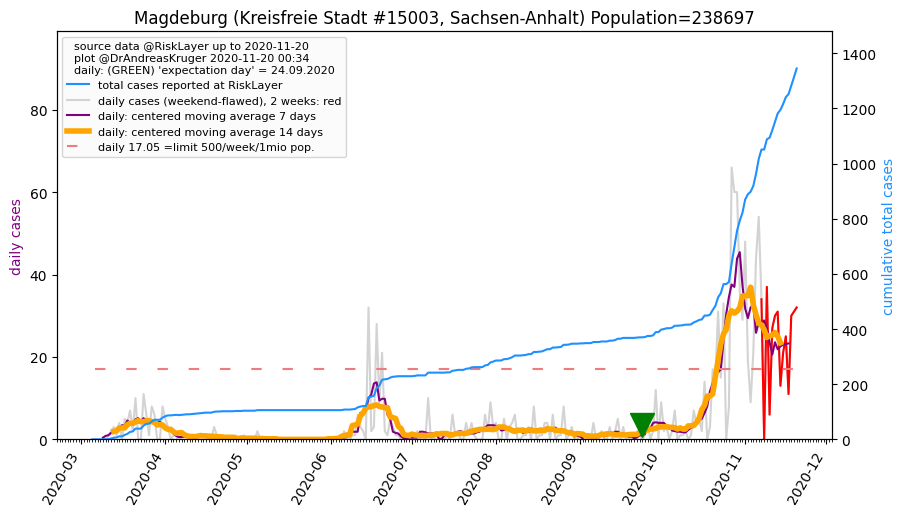 Magdeburg (Kreisfreie Stadt #15003, Sachsen-Anhalt) Population=238697
source data @RiskLayer up to 2020-11-20
plot @DrAndreasKruger 2020-11-20 00:34
daily: (GREEN) 'expectation day' = 24.09.2020
total cases reported at RiskLayer
daily cases (weekend-flawed), 2 weeks: red
daily: centered moving average 7 days
daily: centered moving average 14 days
daily 17.05 =limit 500/week/1mio pop.
daily cases
80
60
40
20
0
cumulative total cases
1400
1200
1000
800
600
400
200
0
2020-03
2020-04
2020-05
2020-06
2020-07
2020-08
2020-09
2020-10
2020-11
2020-12